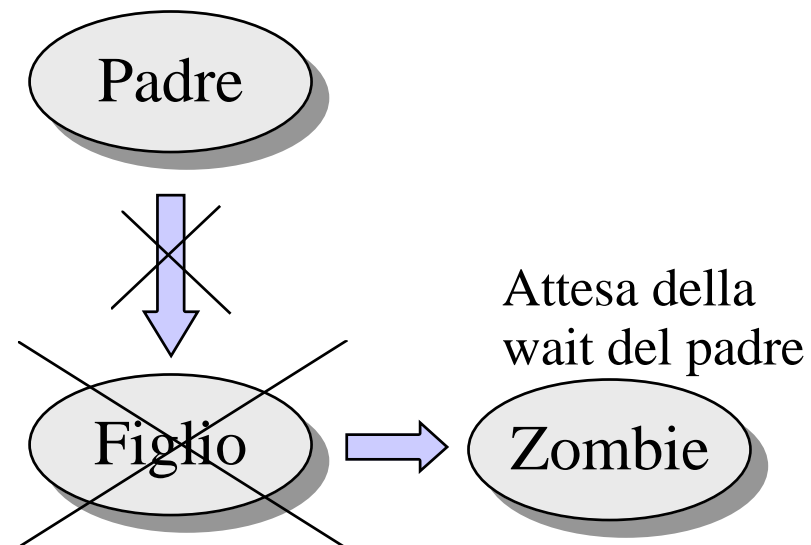 Padre
Attesa della
wait del padre
Figlio
Zombie